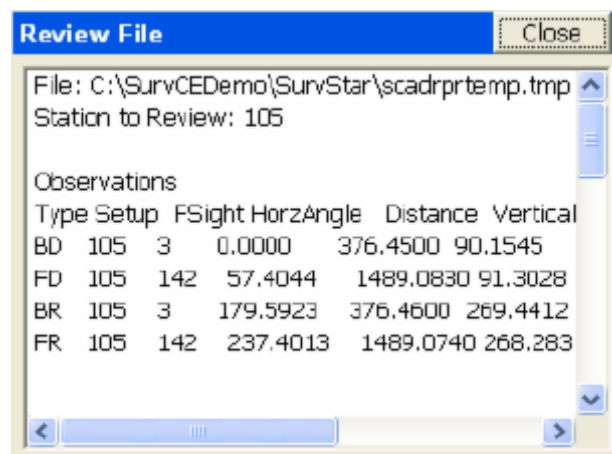 Review File Close
File: C:\SurvCEDemo\SurvStar\scadrprtemp.tmp
Station to Review: 105
Observations
Type Setup FSight HorzAngle Distance Vertical
BD 105 3 0.0000 376.4500 90.1545
FD 105 142 57.4044 1489.0830 91.3028
BR 105 3 179.5923 376.4600 269.4412
FR 105 142 237.4013 1489.0740 268.283